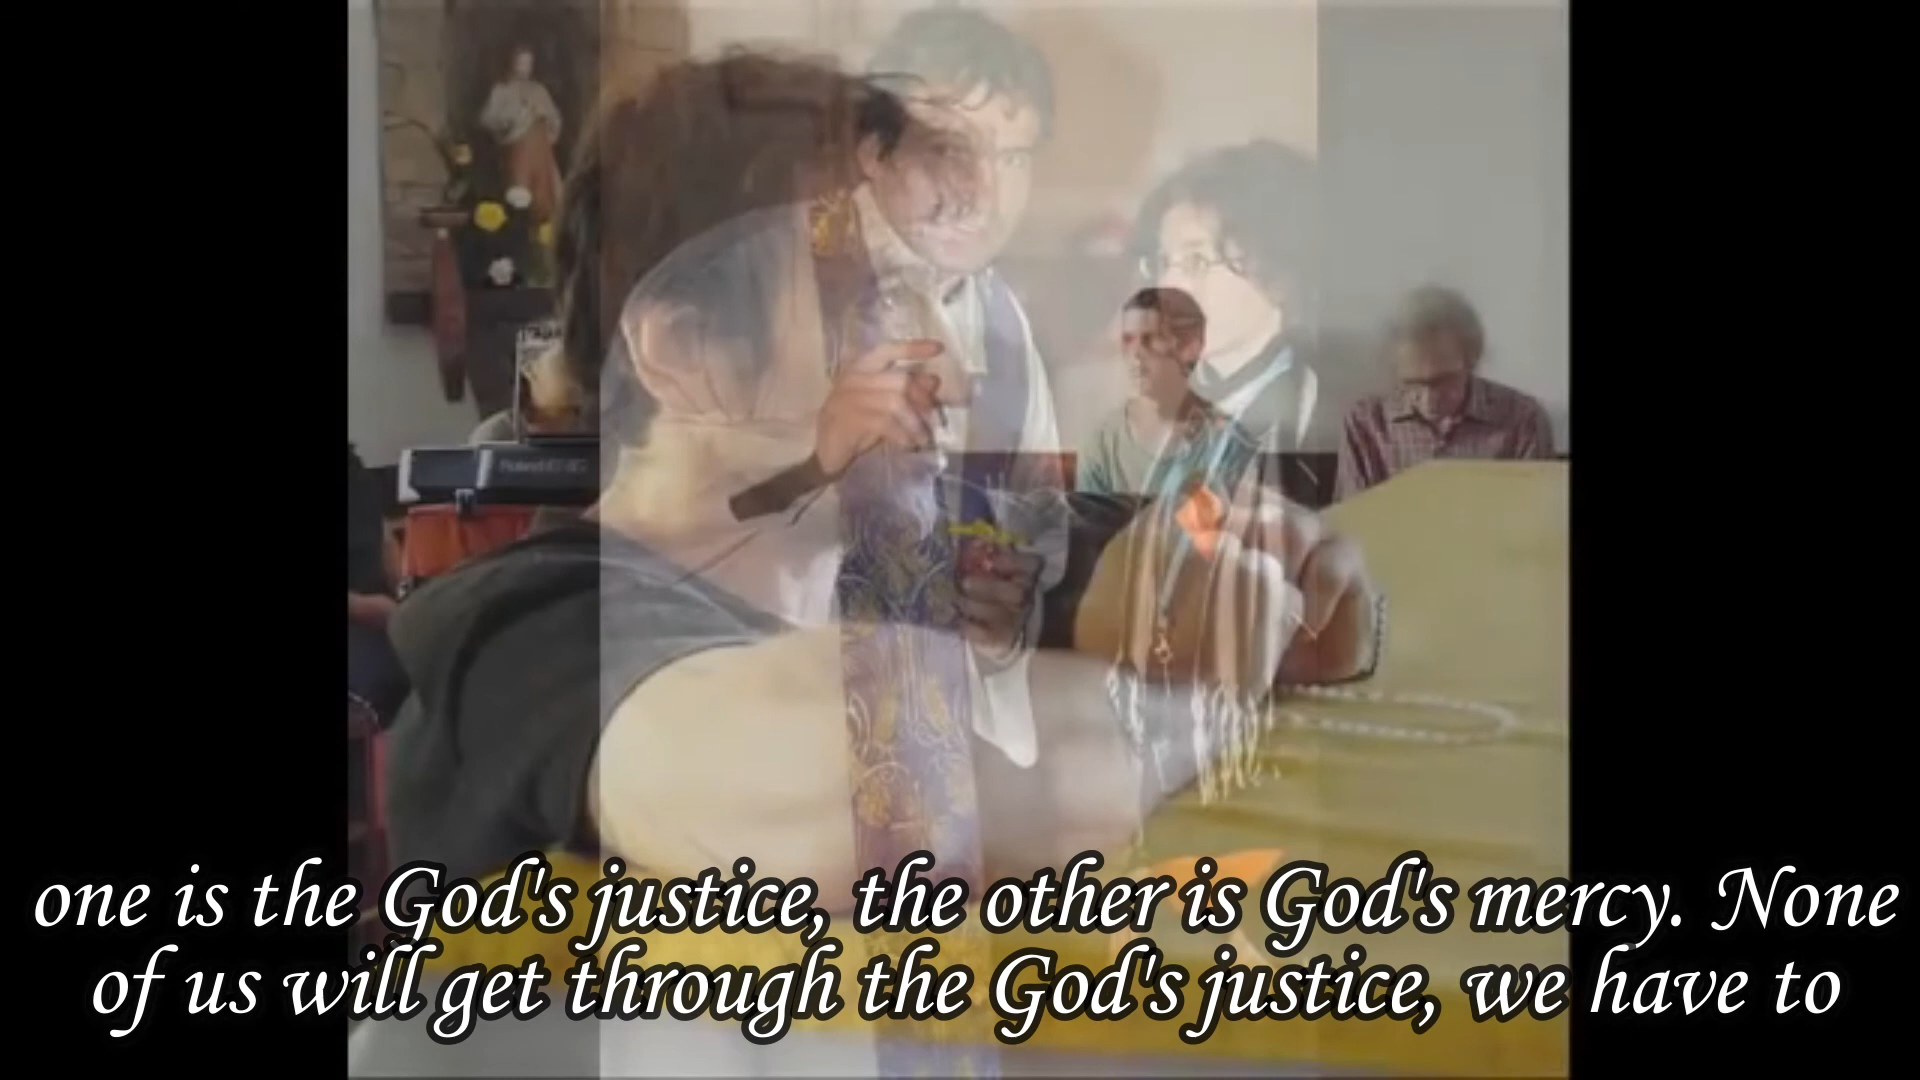 Roland
one is the God's justice, the other is God's mercy. None
of us will get through the God's justice, we have to